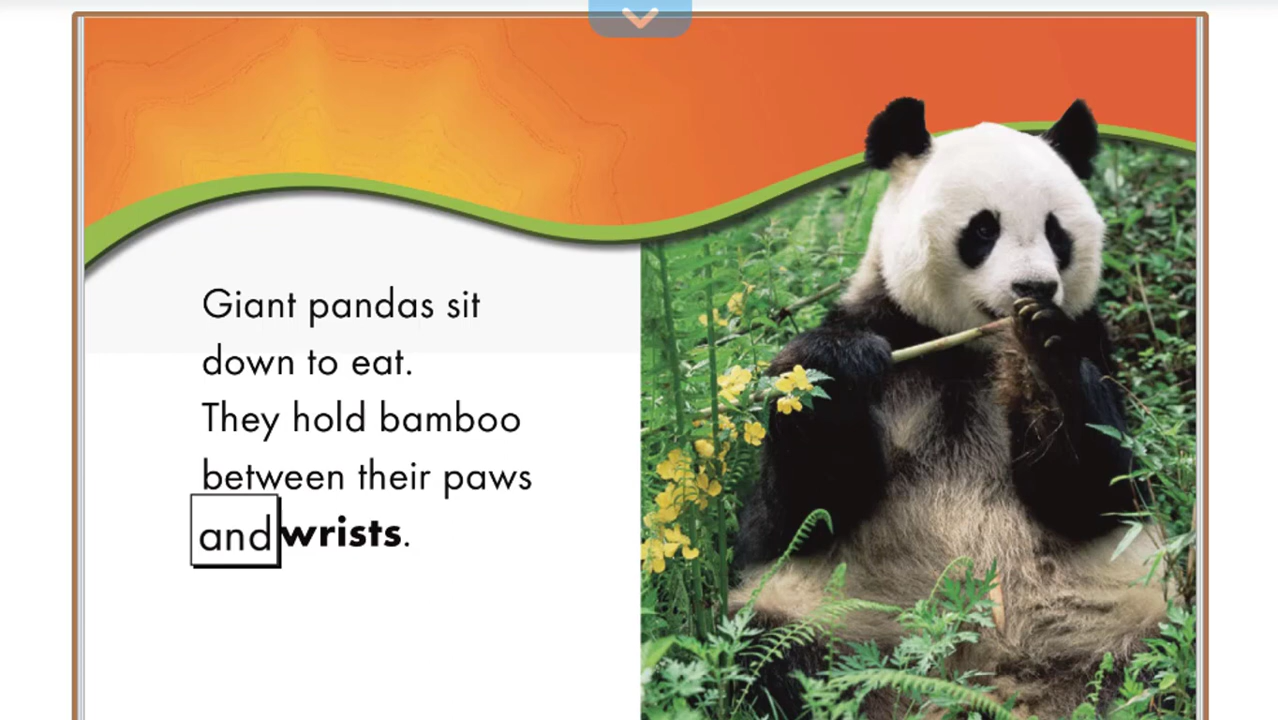 Giant pandas sit
down to eat.
They hold bamboo
between their paws
and wrists.